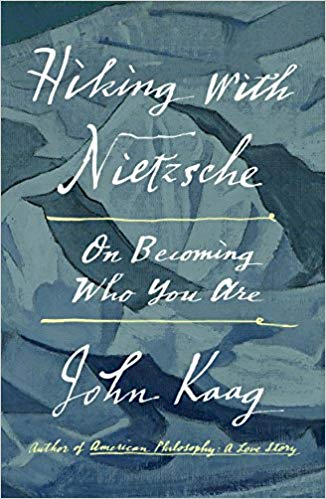 Hiking With
Nietzsche
On Becoming
Who You Are
John Kaag
Author of American Philosophy: A Love Story